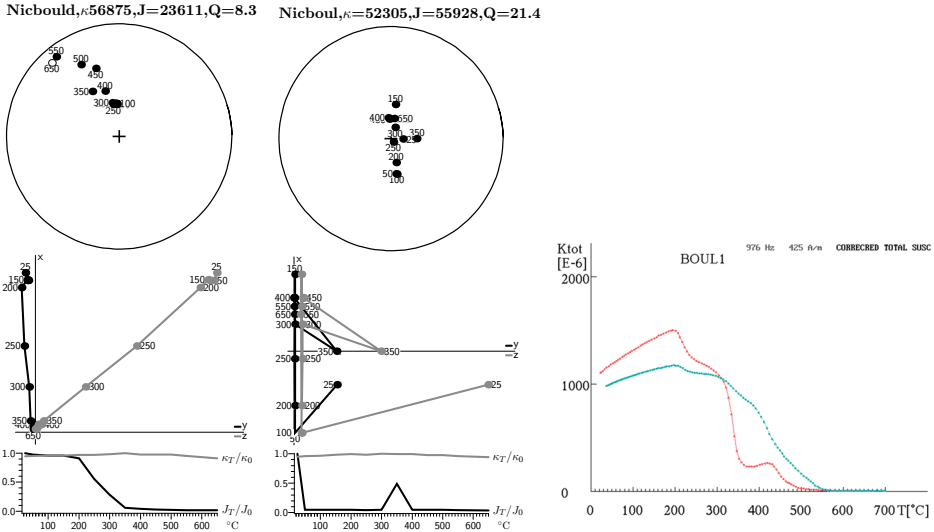 Nicbould,κ56875,J=23611,Q=8.3
550
650
500
450
400
350
300
100
250
Nicboul,κ=52305,J=55928,Q=21.4
150
400
650
300
350
250
200
50
100
x
25
150
200
250
300
350
650
25
50
200
250
300
350
y
z
1.0
0.5
0.0
κT/κ0
JT/J0
100 200 300 400 500 600
°C
x
150
400
450
550
550
650
300
300
350
350
250
250
25
25
200
200
100
50
y
z
1.0
0.5
0.0
κT/κ0
JT/J0
100 200 300 400 500 600
°C
Ktot
[E-6]
BOUL1
976 Hz 425 A/m CORRECRED TOTAL SUSC
2000
1000
0
0 100 200 300 400 500 600 700 T[°C]